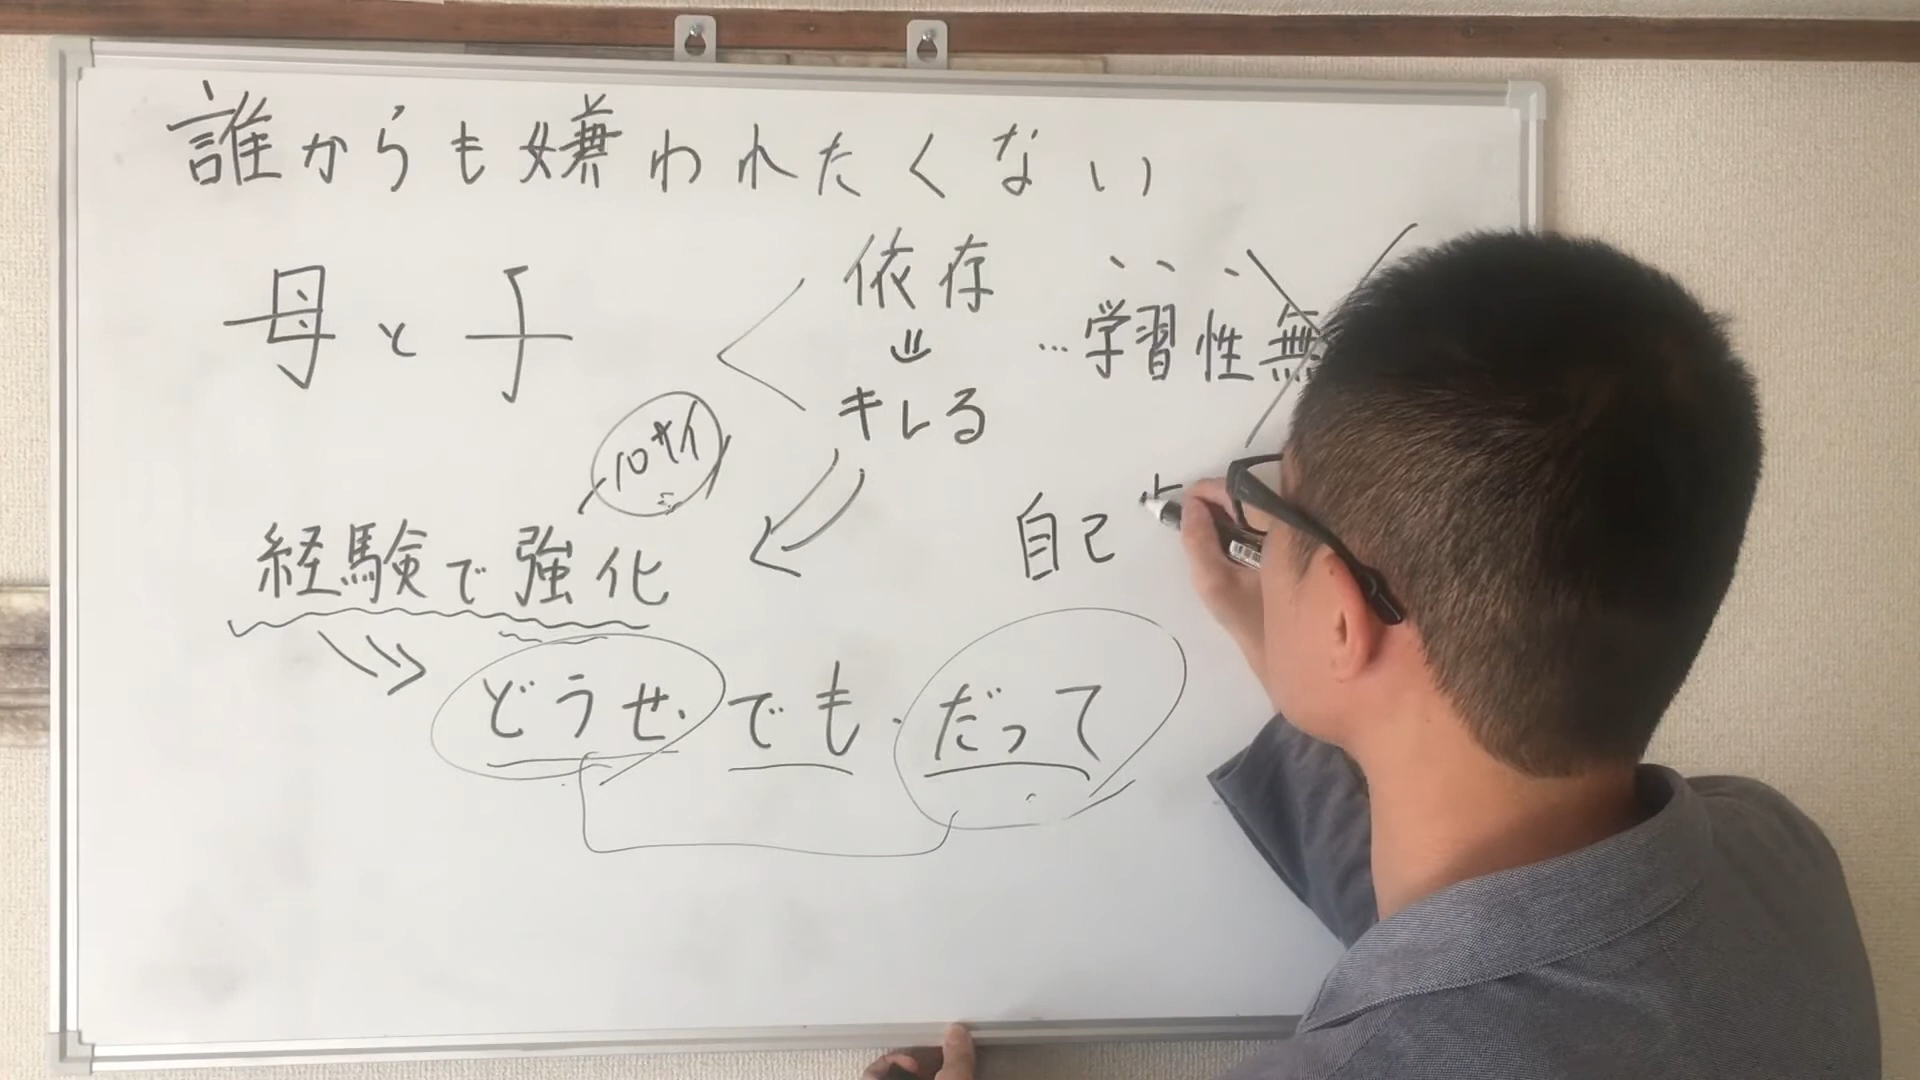 誰からも嫌われたくない
母と子
依存
キレる
…学習性無
10サイ
経験で強化
自己
どうせ・でも・だって